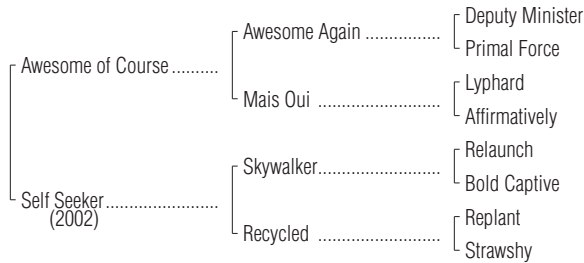 Deputy Minister
Awesome Again ..................
Primal Force
Awesome of Course ..........
Lyphard
Mais Oui .............................
Affirmatively
Relaunch
Skywalker............................
Bold Captive
Self Seeker...........................
(2002)
Replant
Recycled .............................
Strawshy